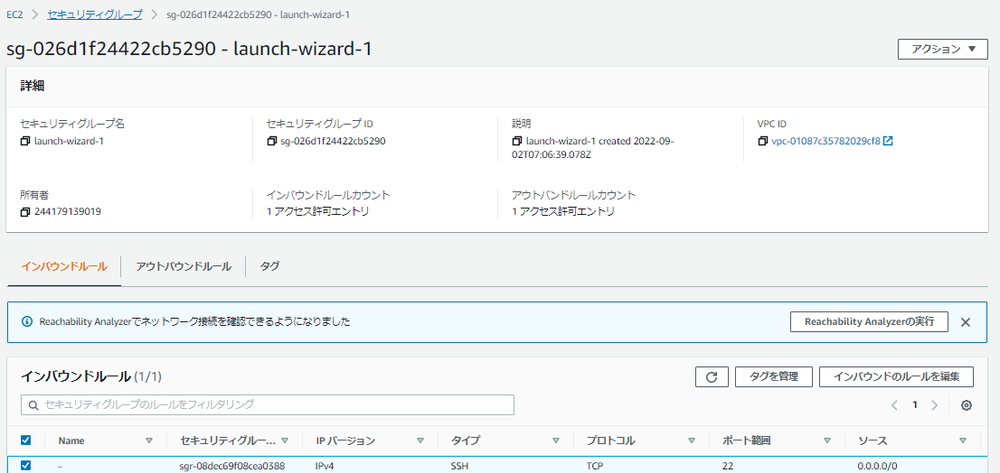 EC2 > セキュリティグループ > sg-026d1f24422cb5290 - launch-wizard-1
sg-026d1f24422cb5290 - launch-wizard-1
アクション ▼
詳細
セキュリティグループ名
launch-wizard-1
セキュリティグループ ID
sg-026d1f24422cb5290
説明
launch-wizard-1 created 2022-09-
02T07:06:39.078Z
VPC ID
vpc-01087c35782029cf8
所有者
244179139019
インバウンドルールカウント
1 アクセス許可エントリ
アウトバンドルールカウント
1 アクセス許可エントリ
インバウンドルール
アウトバウンドルール
タグ
Reachability Analyzerでネットワーク接続を確認できるようになりました
Reachability Analyzerの実行
インバウンドルール (1/1)
タグを管理
インバウンドのルールを編集
セキュリティグループのルールをフィルタリング
1
Name
セキュリティグルー...
IP バージョン
タイプ
プロトコル
ポート範囲
ソース
–
sgr-08dec69f08cea0388
IPv4
SSH
TCP
22
0.0.0.0/0